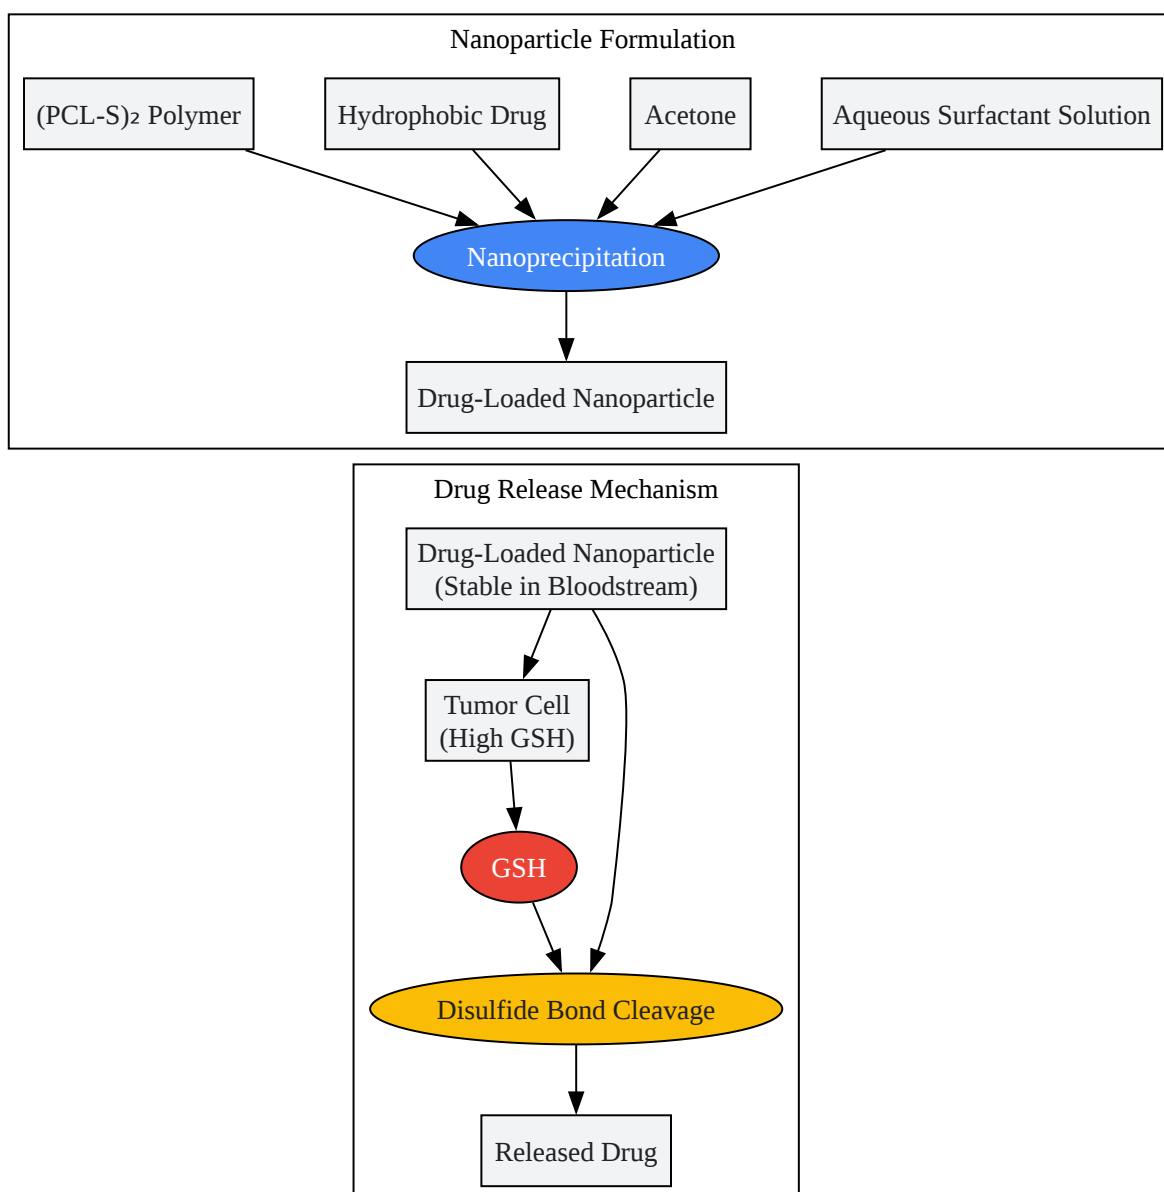 Nanoparticle Formulation
(PCL-S)₂ Polymer
Hydrophobic Drug
Acetone
Aqueous Surfactant Solution
Nanoprecipitation
Drug-Loaded Nanoparticle
Drug Release Mechanism
Drug-Loaded Nanoparticle
(Stable in Bloodstream)
Tumor Cell
(High GSH)
GSH
Disulfide Bond Cleavage
Released Drug